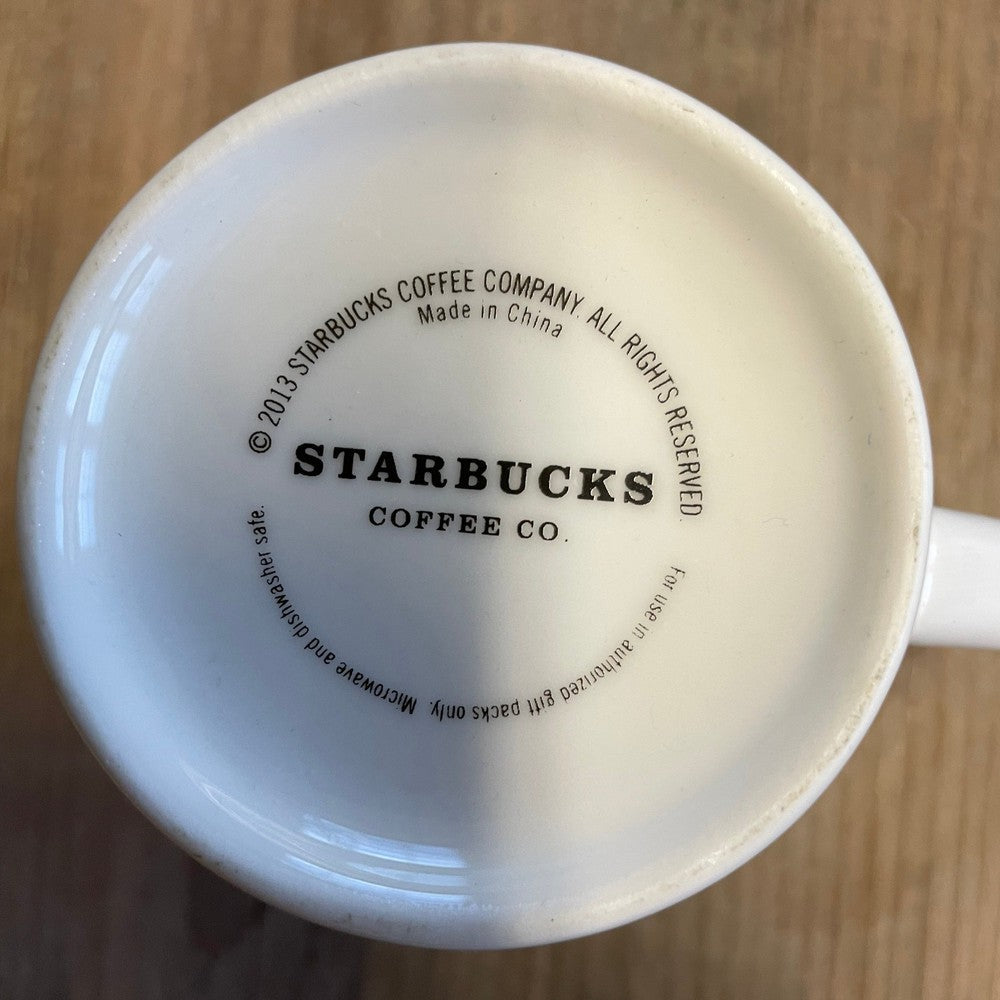 © 2013 STARBUCKS COFFEE COMPANY. ALL RIGHTS RESERVED.
Made in China
STARBUCKS
COFFEE CO.
For use in authorized gift packs only. Microwave and dishwasher safe.